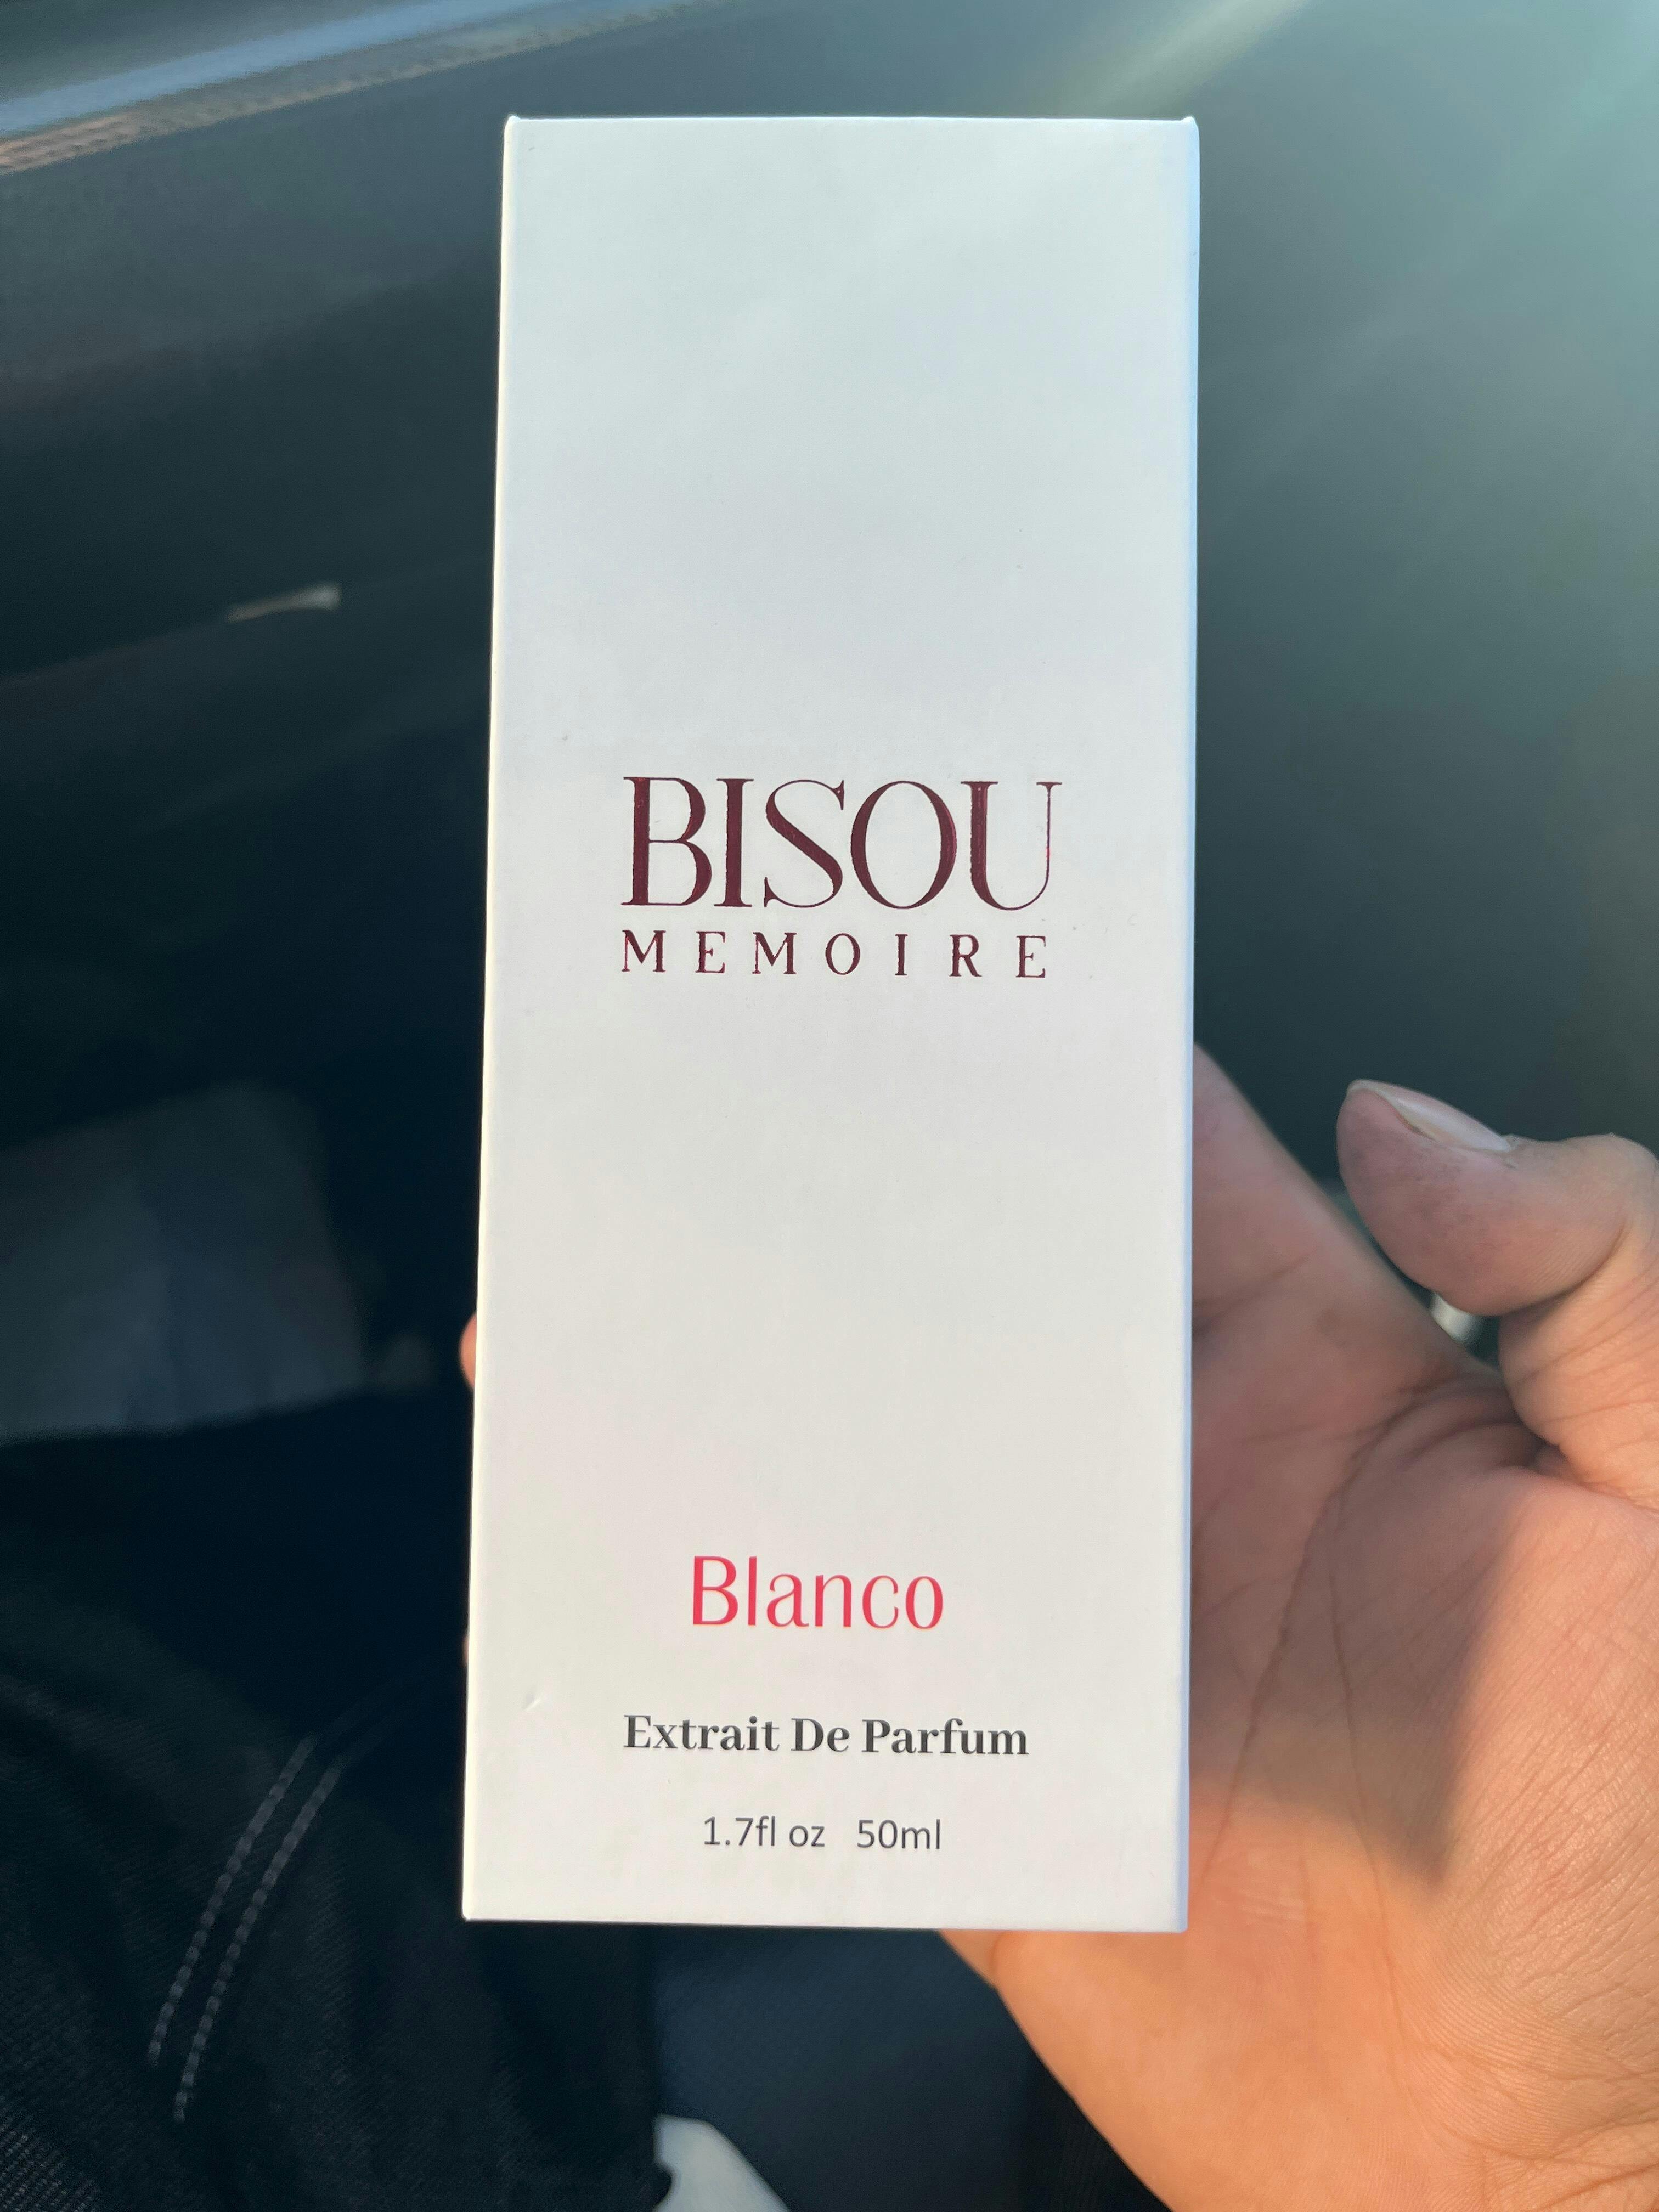 BISOU
MEMOIRE
Blanco
Extrait De Parfum
1.7fl oz 50ml